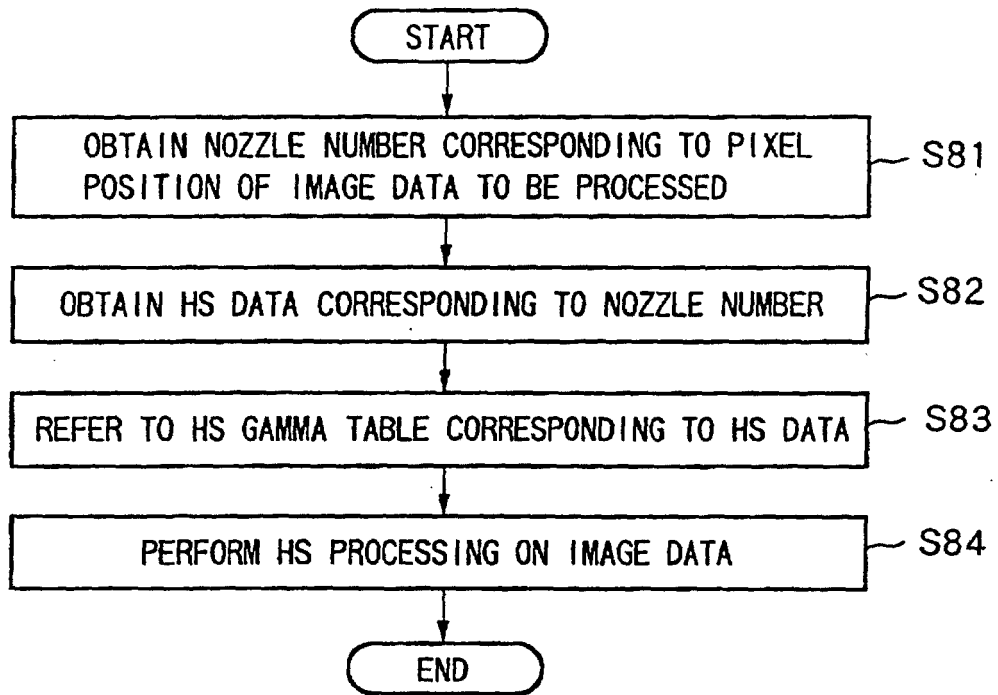 START
OBTAIN NOZZLE NUMBER CORRESPONDING TO PIXEL
POSITION OF IMAGE DATA TO BE PROCESSED
S81
OBTAIN HS DATA CORRESPONDING TO NOZZLE NUMBER
S82
REFER TO HS GAMMA TABLE CORRESPONDING TO HS DATA
S83
PERFORM HS PROCESSING ON IMAGE DATA
S84
END